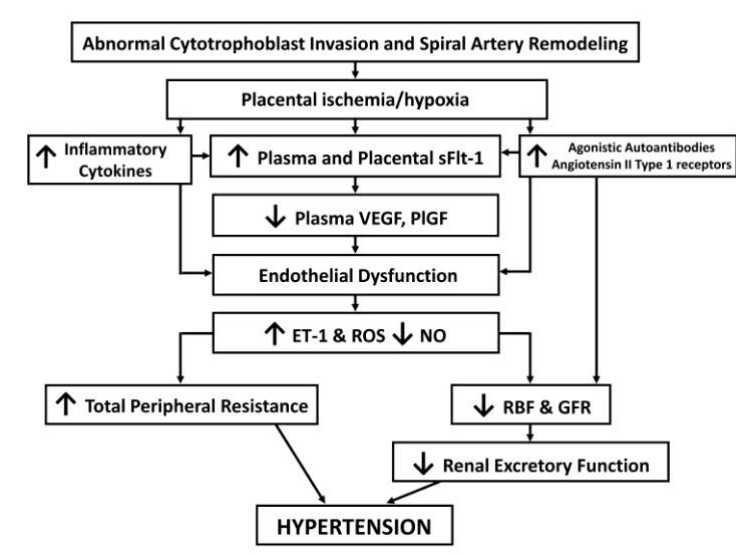 Abnormal Cytotrophoblast Invasion and Spiral Artery Remodeling
Placental ischemia/hypoxia
↑ Inflammatory
Cytokines
↑ Plasma and Placental sFlt-1
↑ Agonistic Autoantibodies
Angiotensin II Type 1 receptors
↓ Plasma VEGF, PlGF
Endothelial Dysfunction
↑ ET-1 & ROS ↓ NO
↑ Total Peripheral Resistance
↓ RBF & GFR
↓ Renal Excretory Function
HYPERTENSION